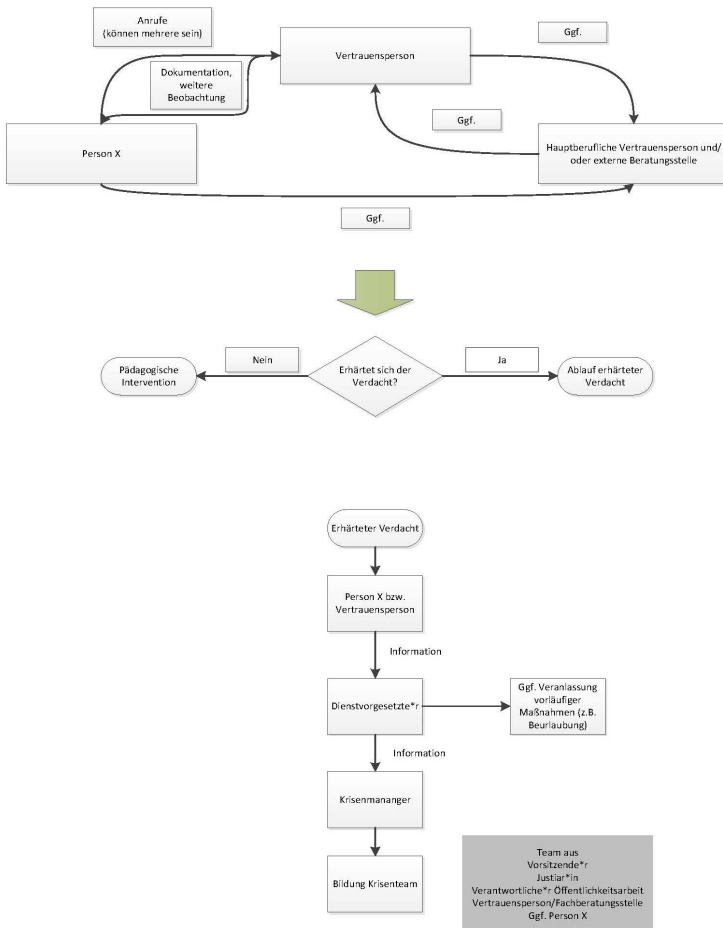 Anrufe
(können mehrere sein)
Ggf.
Vertrauensperson
Dokumentation,
weitere
Beobachtung
Ggf.
Person X
Hauptberufliche Vertrauensperson und/
oder externe Beratungsstelle
Ggf.
Nein
Ja
Pädagogische
Intervention
Erhärtet sich der
Verdacht?
Ablauf erhärteter
Verdacht
Erhärteter Verdacht
Person X bzw.
Vertrauensperson
Information
Dienstvorgesetzte*r
Ggf. Veranlassung
vorläufiger
Maßnahmen (z.B.
Beurlaubung)
Information
Krisenmananger
Bildung Krisenteam
Team aus
Vorsitzende*r
Justiar*in
Verantwortliche*r Öffentlichkeitsarbeit
Vertrauensperson/Fachberatungsstelle
Ggf. Person X